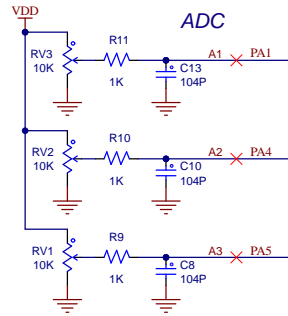 VDD
ADC
RV3
10K
R11
1K
C13
104P
A1
PA1
RV2
10K
R10
1K
C10
104P
A2
PA4
RV1
10K
R9
1K
C8
104P
A3
PA5